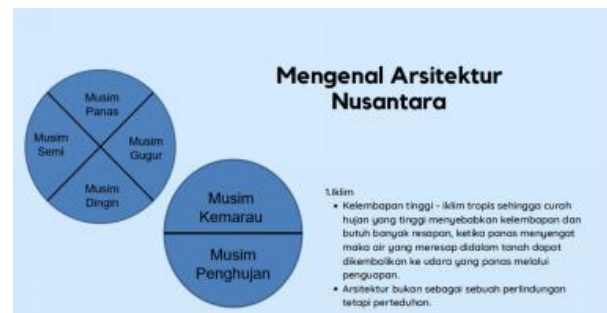 Mengenal Arsitektur
Nusantara
Musim
Panas
Musim
Semi
Musim
Gugur
Musim
Dingin
Musim
Kemarau
Musim
Penghujan
1.Iklim
• Kelembapan tinggi - iklim tropis sehingga curah
hujan yang tinggi menyebabkan kelembapan dan
butuh banyak resapan, ketika panas menyengat
maka air yang meresap didalam tanah dapat
dikembalikan ke udara yang panas melalui
penguapan.
• Arsitektur bukan sebagai sebuah perlindungan
tetapi perteduhan.